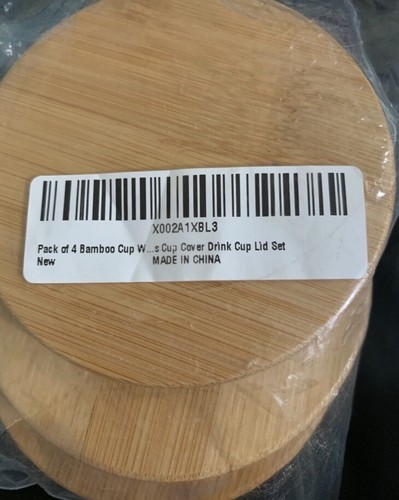 X002A1XBL3
Pack of 4 Bamboo Cup W...s Cup Cover Drink Cup Lid Set
New
MADE IN CHINA